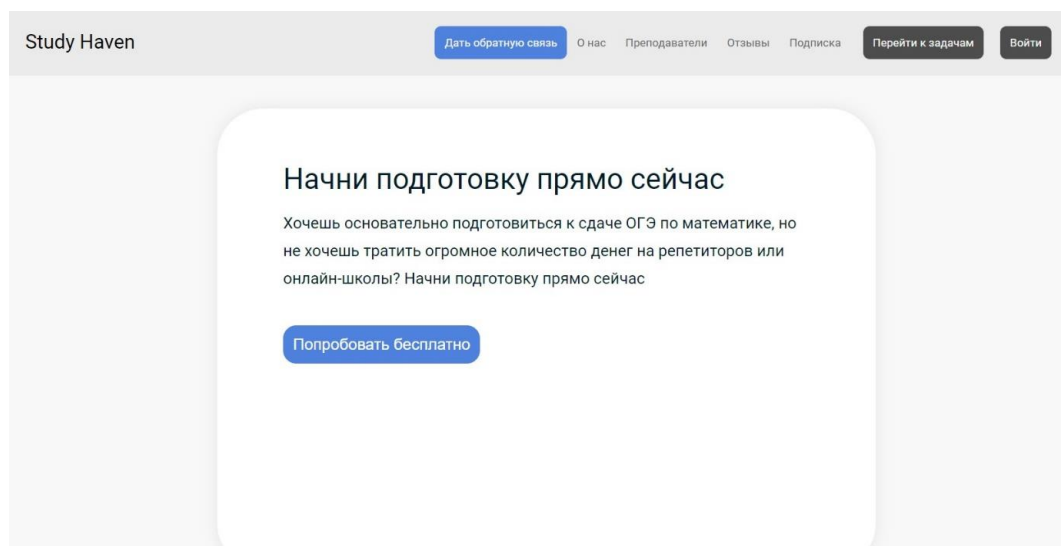 Study Haven
Дать обратную связь
О нас
Преподаватели
Отзывы
Подписка
Перейти к задачам
Войти
Начни подготовку прямо сейчас
Хочешь основательно подготовиться к сдаче ОГЭ по математике, но
не хочешь тратить огромное количество денег на репетиторов или
онлайн-школы? Начни подготовку прямо сейчас
Попробовать бесплатно